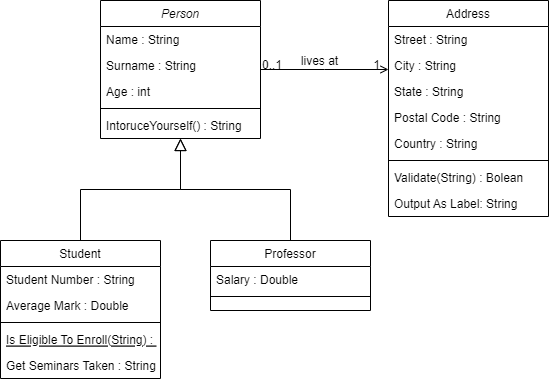 Person
Name : String
Surname : String
Age : int
IntoruceYourself() : String
0..1
lives at
1
Address
Street : String
City : String
State : String
Postal Code : String
Country : String
Validate(String) : Bolean
Output As Label: String
Student
Student Number : String
Average Mark : Double
Is Eligible To Enroll(String) :
Get Seminars Taken : String
Professor
Salary : Double